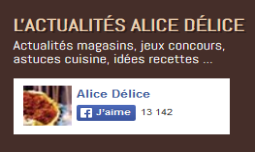 L'ACTUALITÉS ALICE DÉLICE
Actualités magasins, jeux concours,
astuces cuisine, idées recettes ...
Alice Délice
J'aime 13 142